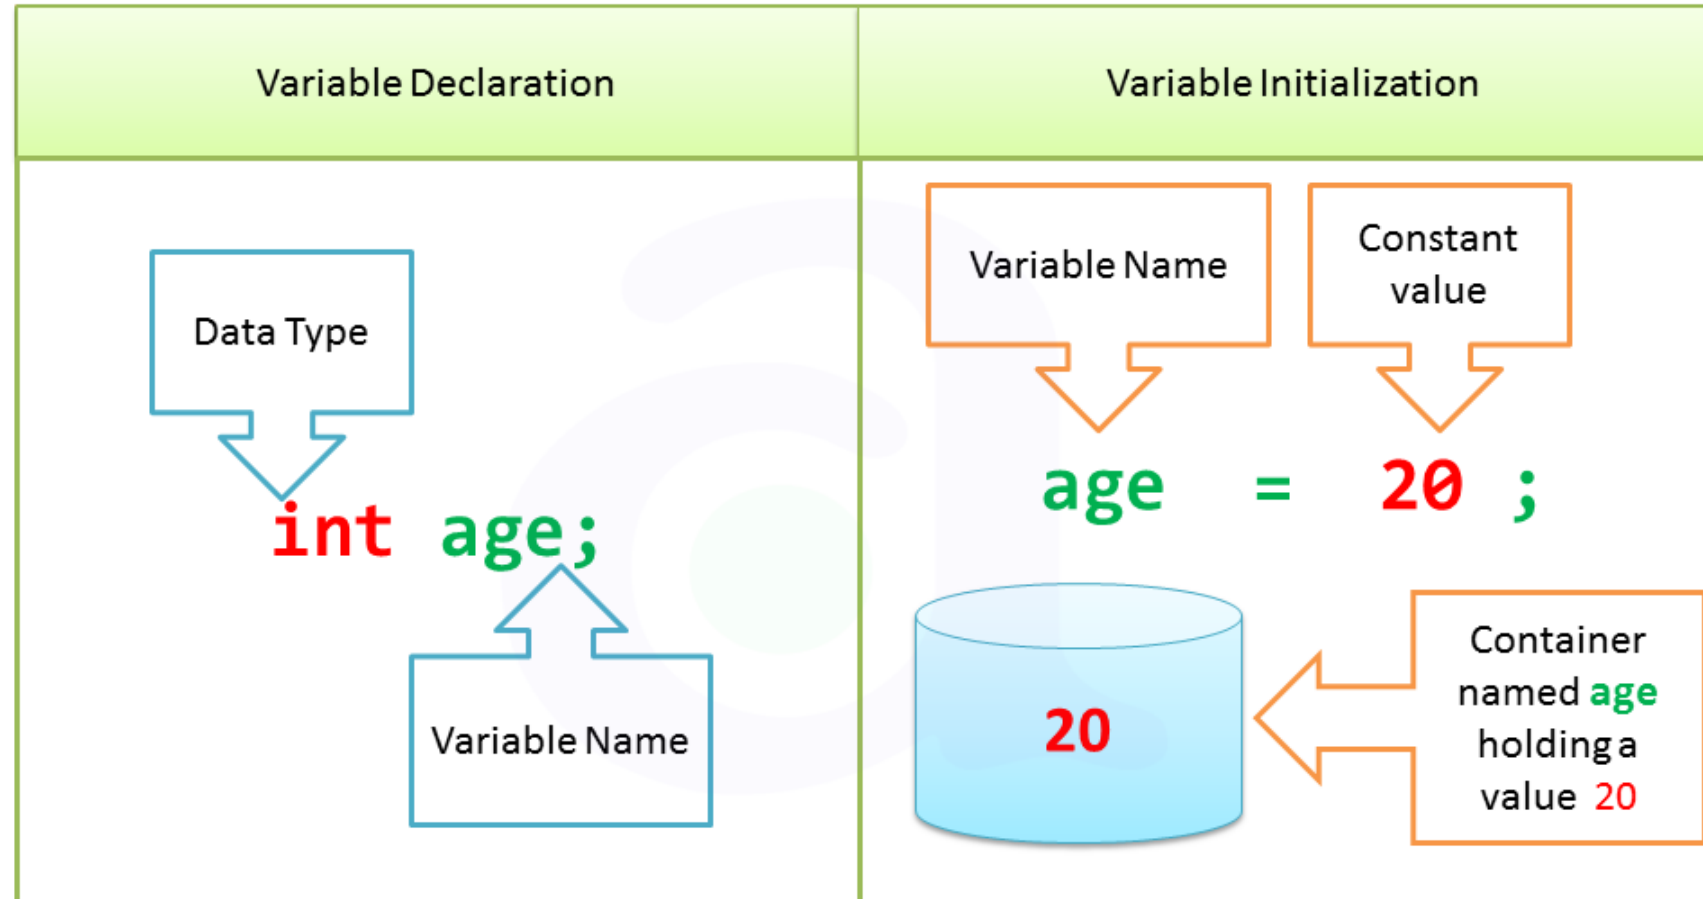 Variable Declaration
Variable Initialization
Data Type
int age;
Variable Name
Variable Name
Constant
value
age = 20 ;
20
Container
named age
holding a
value 20